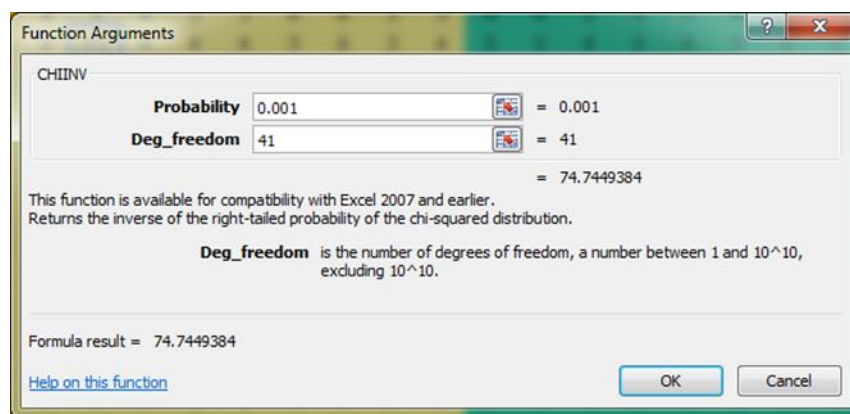 Function Arguments
CHIINV
Probability 0.001 = 0.001
Deg_freedom 41 = 41
= 74.7449384
This function is available for compatibility with Excel 2007 and earlier.
Returns the inverse of the right-tailed probability of the chi-squared distribution.
Deg_freedom is the number of degrees of freedom, a number between 1 and 10^10,
excluding 10^10.
Formula result = 74.7449384
Help on this function
OK Cancel